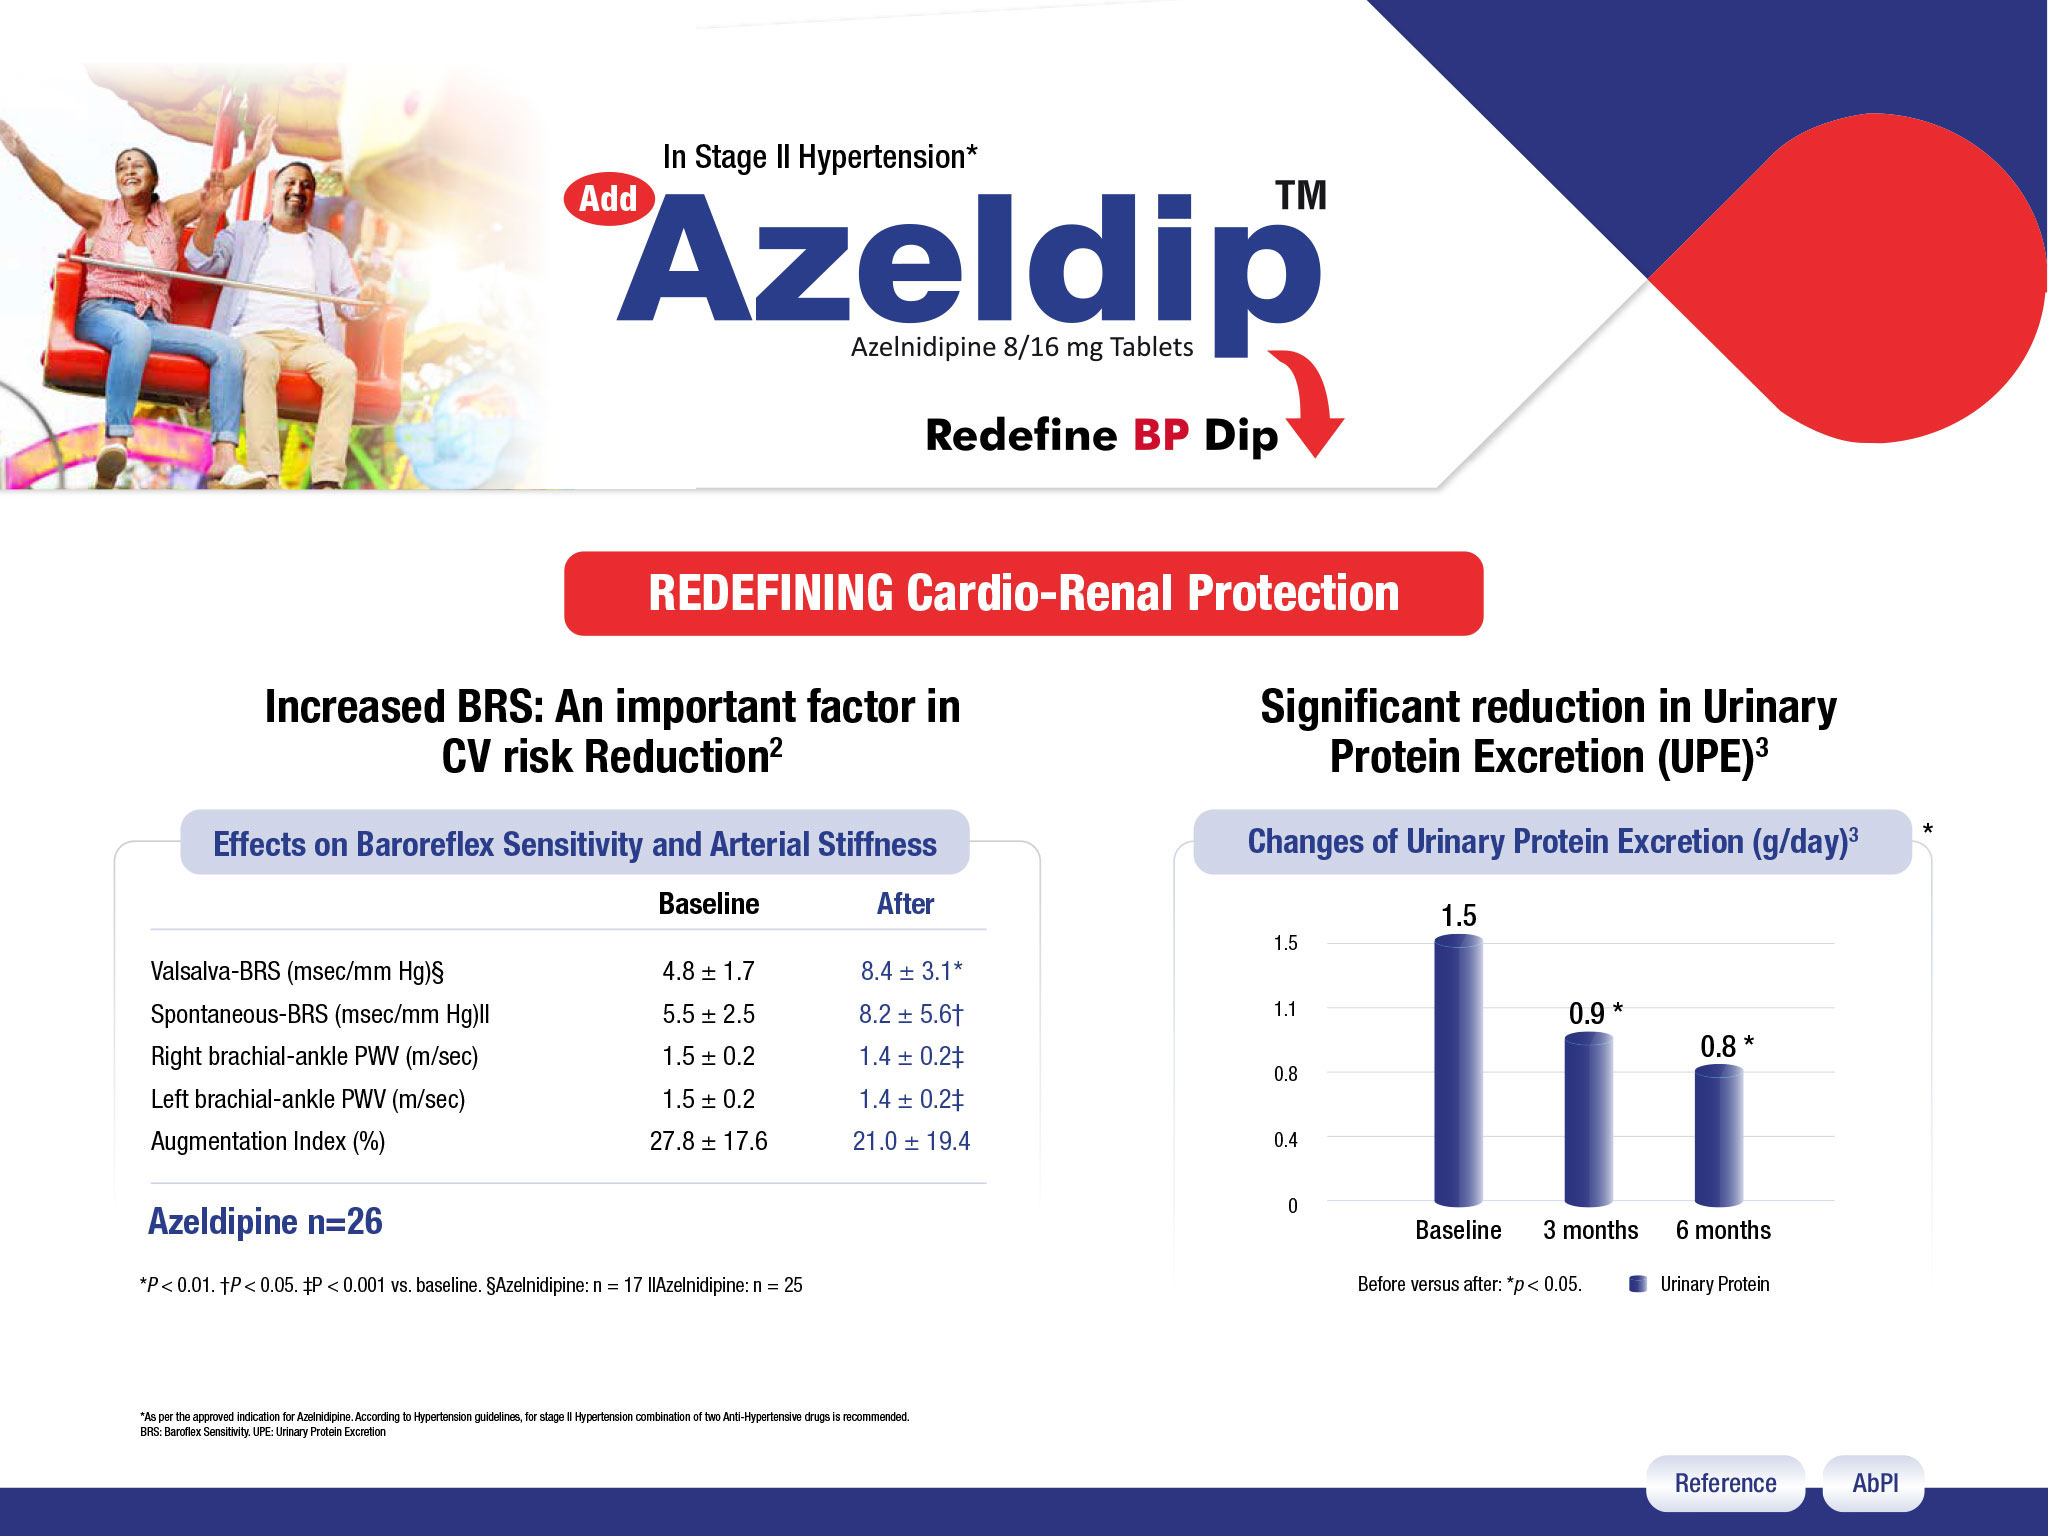 In Stage II Hypertension*
Add
Azeldip™
Azelnidipine 8/16 mg Tablets
Redefine BP Dip
REDEFINING Cardio-Renal Protection
Increased BRS: An important factor in
CV risk Reduction²
Effects on Baroreflex Sensitivity and Arterial Stiffness
Baseline After
Valsalva-BRS (msec/mm Hg)§ 4.8 ± 1.7 8.4 ± 3.1*
Spontaneous-BRS (msec/mm Hg)II 5.5 ± 2.5 8.2 ± 5.6†
Right brachial-ankle PWV (m/sec) 1.5 ± 0.2 1.4 ± 0.2‡
Left brachial-ankle PWV (m/sec) 1.5 ± 0.2 1.4 ± 0.2‡
Augmentation Index (%) 27.8 ± 17.6 21.0 ± 19.4
Azeldipine n=26
*P < 0.01. †P < 0.05. ‡P < 0.001 vs. baseline. §Azelnidipine: n = 17 IIAzelnidipine: n = 25
Significant reduction in Urinary
Protein Excretion (UPE)³
Changes of Urinary Protein Excretion (g/day)³ *
1.5
1.5
1.1
0.9 *
0.8 *
0.8
0.4
0
Baseline 3 months 6 months
Before versus after: *p < 0.05. Urinary Protein
*As per the approved indication for Azelnidipine. According to Hypertension guidelines, for stage II Hypertension combination of two Anti-Hypertensive drugs is recommended.
BRS: Baroflex Sensitivity. UPE: Urinary Protein Excretion
Reference AbPI